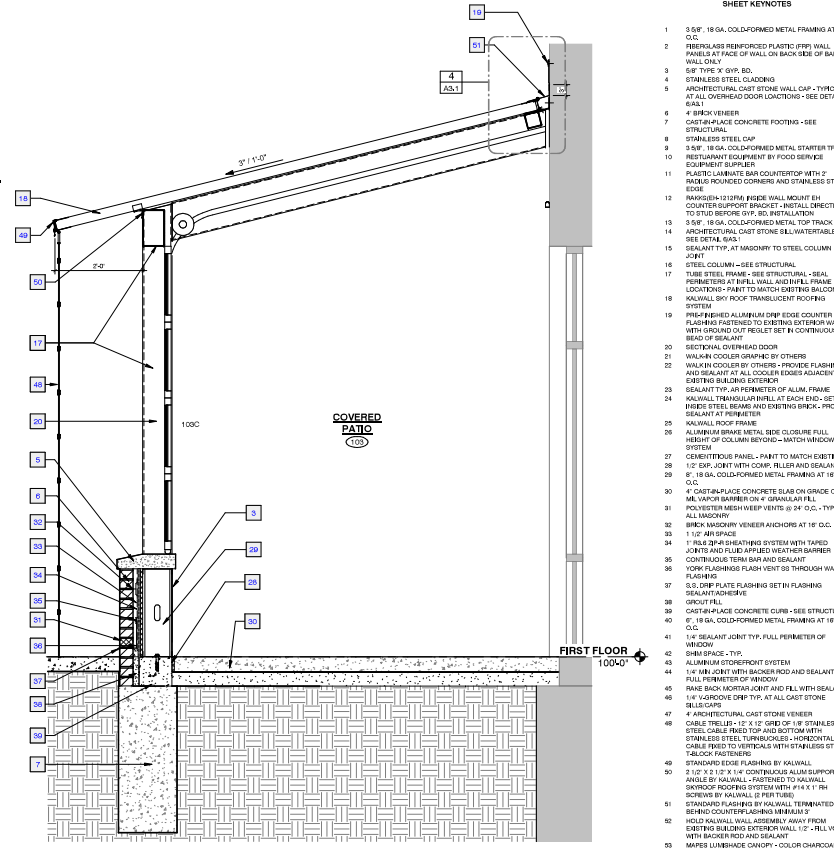 SHEET KEYNOTES
1 3 5/8", 18 GA. COLD-FORMED METAL FRAMING AT
O.C.
2 FIBERGLASS REINFORCED PLASTIC (FRP) WALL
PANELS AT FACE OF WALL ON BACK SIDE OF BA
WALL ONLY
3 5/8" TYPE 'X' GYP. BD.
4 STAINLESS STEEL CLADDING
5 ARCHITECTURAL CAST STONE WALL CAP - TYPIC
AT ALL OVERHEAD DOOR LOACTIONS - SEE DETA
6/A3.1
6 4" BRICK VENEER
7 CAST-IN-PLACE CONCRETE FOOTING - SEE
STRUCTURAL
8 STAINLESS STEEL CAP
9 3 5/8", 18 GA. COLD-FORMED METAL STARTER TR
10 RESTUARANT EQUIPMENT BY FOOD SERVICE
EQUIPMENT SUPPLIER
11 PLASTIC LAMINATE BAR COUNTERTOP WITH 2"
RADIUS ROUNDED CORNERS AND STAINLESS ST
EDGE
12 RAKKS(EH-1212FM) INSIDE WALL MOUNT EH
COUNTER SUPPORT BRACKET - INSTALL DIRECT
TO STUD BEFORE GYP. BD. INSTALLATION
13 3 5/8", 18 GA. COLD-FORMED METAL TOP TRACK
14 ARCHITECTURAL CAST STONE SILL/WATERTABLE
SEE DETAIL 6/A3.1
15 SEALANT TYP. AT MASONRY TO STEEL COLUMN
JOINT
16 STEEL COLUMN -- SEE STRUCTURAL
17 TUBE STEEL FRAME - SEE STRUCTURAL - SEAL
PERIMETERS AT INFILL WALL AND INFILL FRAME
LOCATIONS - PAINT TO MATCH EXISTING BALCO
18 KALWALL SKY ROOF TRANSLUCENT ROOFING
SYSTEM
19 PRE-FINISHED ALUMINUM DRIP EDGE COUNTER
FLASHING FASTENED TO EXISTING EXTERIOR WA
WITH GROUND OUT REGLET SET IN CONTINUOUS
BEAD OF SEALANT
20 SECTIONAL OVERHEAD DOOR
21 WALK-IN COOLER GRAPHIC BY OTHERS
22 WALK IN COOLER BY OTHERS - PROVIDE FLASHIN
AND SEALANT AT ALL COOLER EDGES ADJACENT
EXISTING BUILDING EXTERIOR
23 SEALANT TYP. AR PERIMETER OF ALUM. FRAME
24 KALWALL TRIANGULAR INFILL AT EACH END - SET
INSIDE STEEL BEAMS AND EXISTING BRICK - PRO
SEALANT AT PERIMETER
25 KALWALL ROOF FRAME
26 ALUMINUM BRAKE METAL SIDE CLOSURE FULL
HEIGHT OF COLUMN BEYOND -- MATCH WINDOW
SYSTEM
27 CEMENTITIOUS PANEL - PAINT TO MATCH EXISTI
28 1/2" EXP. JOINT WITH COMP. FILLER AND SEALAN
29 8", 18 GA. COLD-FORMED METAL FRAMING AT 16"
O.C.
30 4" CAST-IN-PLACE CONCRETE SLAB ON GRADE O
MIL VAPOR BARRIER ON 4" GRANULAR FILL
31 POLYESTER MESH WEEP VENTS @ 24" O.C. - TYP
ALL MASONRY
32 BRICK MASONRY VENEER ANCHORS AT 16" O.C.
33 1 1/2" AIR SPACE
34 1" R3.6 ZIP-R SHEATHING SYSTEM WITH TAPED
JOINTS AND FLUID APPLIED WEATHER BARRIER
35 CONTINUOUS TERM BAR AND SEALANT
36 YORK FLASHINGS FLASH VENT SS THROUGH WA
FLASHING
37 S.S. DRIP PLATE FLASHING SET IN FLASHING
SEALANT/ADHESIVE
38 GROUT FILL
39 CAST-IN-PLACE CONCRETE CURB - SEE STRUCT
40 6", 18 GA. COLD-FORMED METAL FRAMING AT 16"
O.C.
41 1/4" SEALANT JOINT TYP. FULL PERIMETER OF
WINDOW
42 SHIM SPACE - TYP.
43 ALUMINUM STOREFRONT SYSTEM
44 1/4" MIN JOINT WITH BACKER ROD AND SEALANT
FULL PERIMETER OF WINDOW
45 RAKE BACK MORTAR JOINT AND FILL WITH SEAL
46 1/4" V-GROOVE DRIP TYP. AT ALL CAST STONE
SILLS/CAPS
47 4" ARCHITECTURAL CAST STONE VENEER
48 CABLE TRELLIS - 12" X 12" GRID OF 1/8" STAINLES
STEEL CABLE FIXED TOP AND BOTTOM WITH
STAINLESS STEEL TURNBUCKLES - HORIZONTAL
CABLE FIXED TO VERTICALS WITH STAINLESS ST
T-BLOCK FASTENERS
49 STANDARD EDGE FLASHING BY KALWALL
50 2 1/2" X 2 1/2" X 1/4" CONTINUOUS ALUM SUPPOR
ANGLE BY KALWALL - FASTENED TO KALWALL
SKYROOF ROOFING SYSTEM WITH #14 X 1" RH
SCREWS BY KALWALL (2 PER TUBE)
51 STANDARD FLASHING BY KALWALL TERMINATED
BEHIND COUNTERFLASHING MINIMUM 3"
52 HOLD KALWALL WALL ASSEMBLY AWAY FROM
EXISTING BUILDING EXTERIOR WALL 1/2" - FILL VO
WITH BACKER ROD AND SEALANT
53 MAPES LUMISHADE CANOPY - COLOR CHARCOA
19
51
4
A3.1
3"
3" / 1'-0"
18
49
2'-0"
50
17
48
20
103C
COVERED
PATIO
103
5
6
32
33
34
35
31
36
37
38
39
7
3
29
28
30
FIRST FLOOR
100'-0"